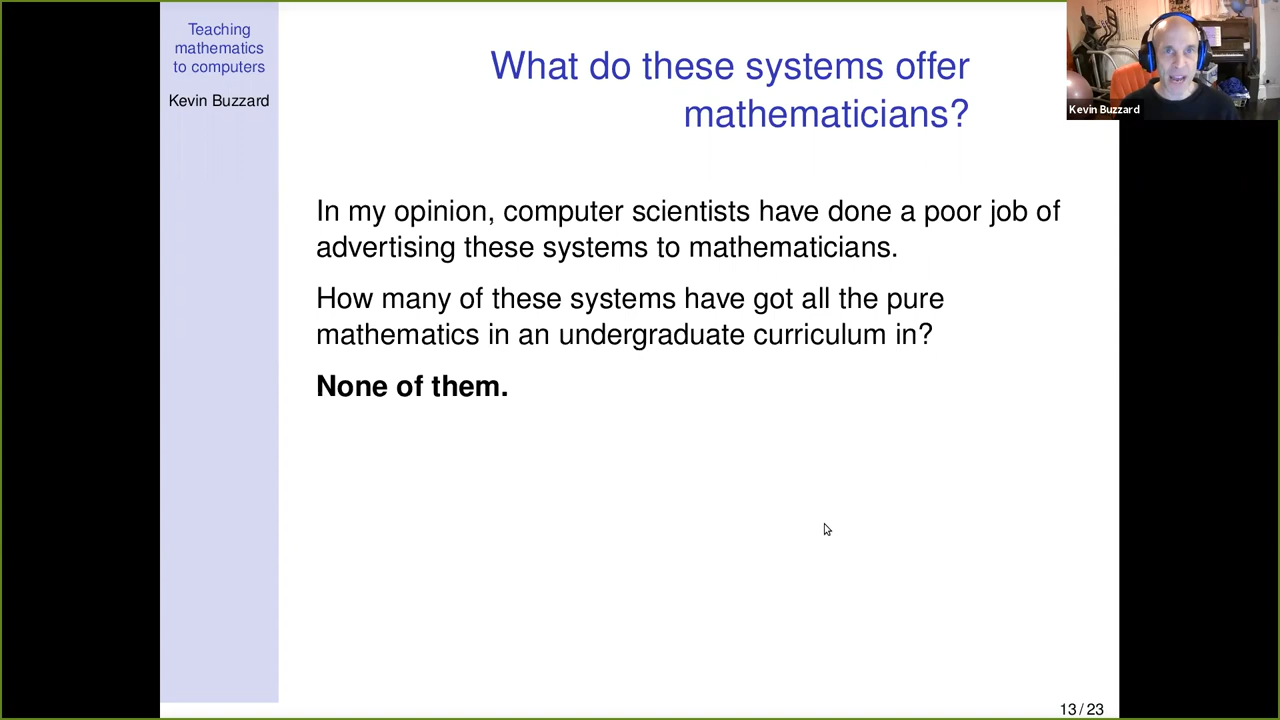 Teaching
mathematics
to computers
Kevin Buzzard
What do these systems offer
mathematicians?
Kevin Buzzard
In my opinion, computer scientists have done a poor job of
advertising these systems to mathematicians.
How many of these systems have got all the pure
mathematics in an undergraduate curriculum in?
None of them.
13 / 23